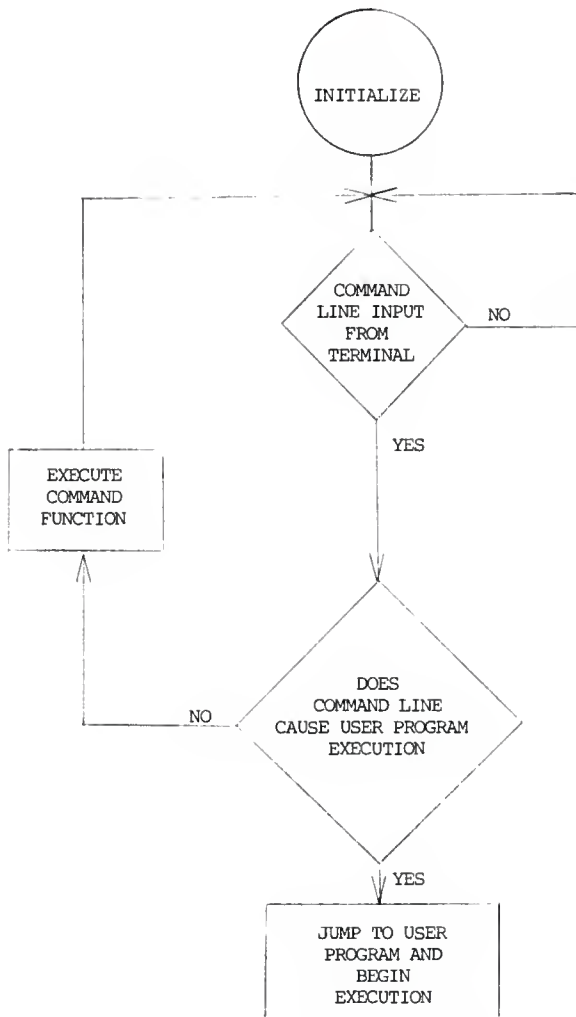 INITIALIZE
COMMAND
LINE INPUT
FROM
TERMINAL
NO
YES
EXECUTE
COMMAND
FUNCTION
DOES
COMMAND LINE
CAUSE USER PROGRAM
EXECUTION
NO
YES
JUMP TO USER
PROGRAM AND
BEGIN
EXECUTION